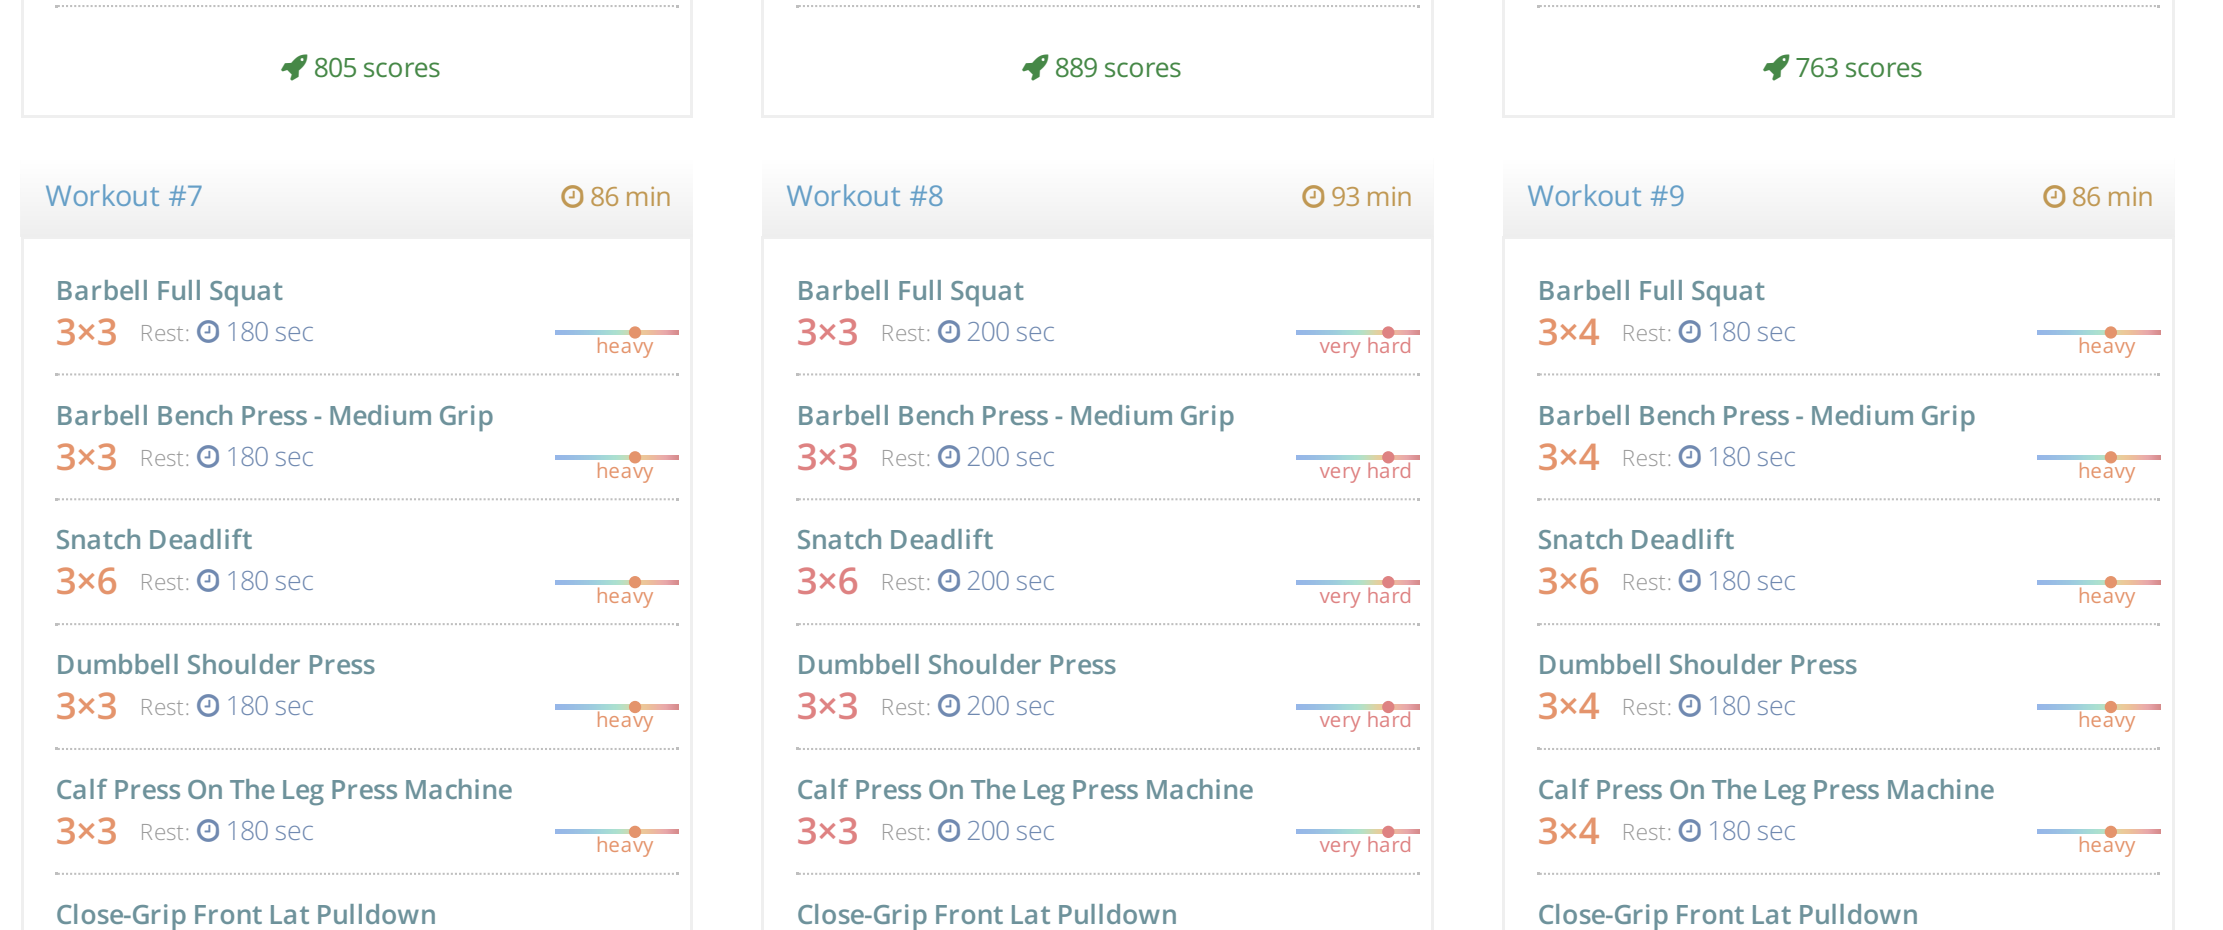 805 scores
889 scores
763 scores
Workout #7
86 min
Barbell Full Squat
3×3 Rest: 180 sec
heavy
Barbell Bench Press - Medium Grip
3×3 Rest: 180 sec
heavy
Snatch Deadlift
3×6 Rest: 180 sec
heavy
Dumbbell Shoulder Press
3×3 Rest: 180 sec
heavy
Calf Press On The Leg Press Machine
3×3 Rest: 180 sec
heavy
Close-Grip Front Lat Pulldown
Workout #8
93 min
Barbell Full Squat
3×3 Rest: 200 sec
very hard
Barbell Bench Press - Medium Grip
3×3 Rest: 200 sec
very hard
Snatch Deadlift
3×6 Rest: 200 sec
very hard
Dumbbell Shoulder Press
3×3 Rest: 200 sec
very hard
Calf Press On The Leg Press Machine
3×3 Rest: 200 sec
very hard
Close-Grip Front Lat Pulldown
Workout #9
86 min
Barbell Full Squat
3×4 Rest: 180 sec
heavy
Barbell Bench Press - Medium Grip
3×4 Rest: 180 sec
heavy
Snatch Deadlift
3×6 Rest: 180 sec
heavy
Dumbbell Shoulder Press
3×4 Rest: 180 sec
heavy
Calf Press On The Leg Press Machine
3×4 Rest: 180 sec
heavy
Close-Grip Front Lat Pulldown